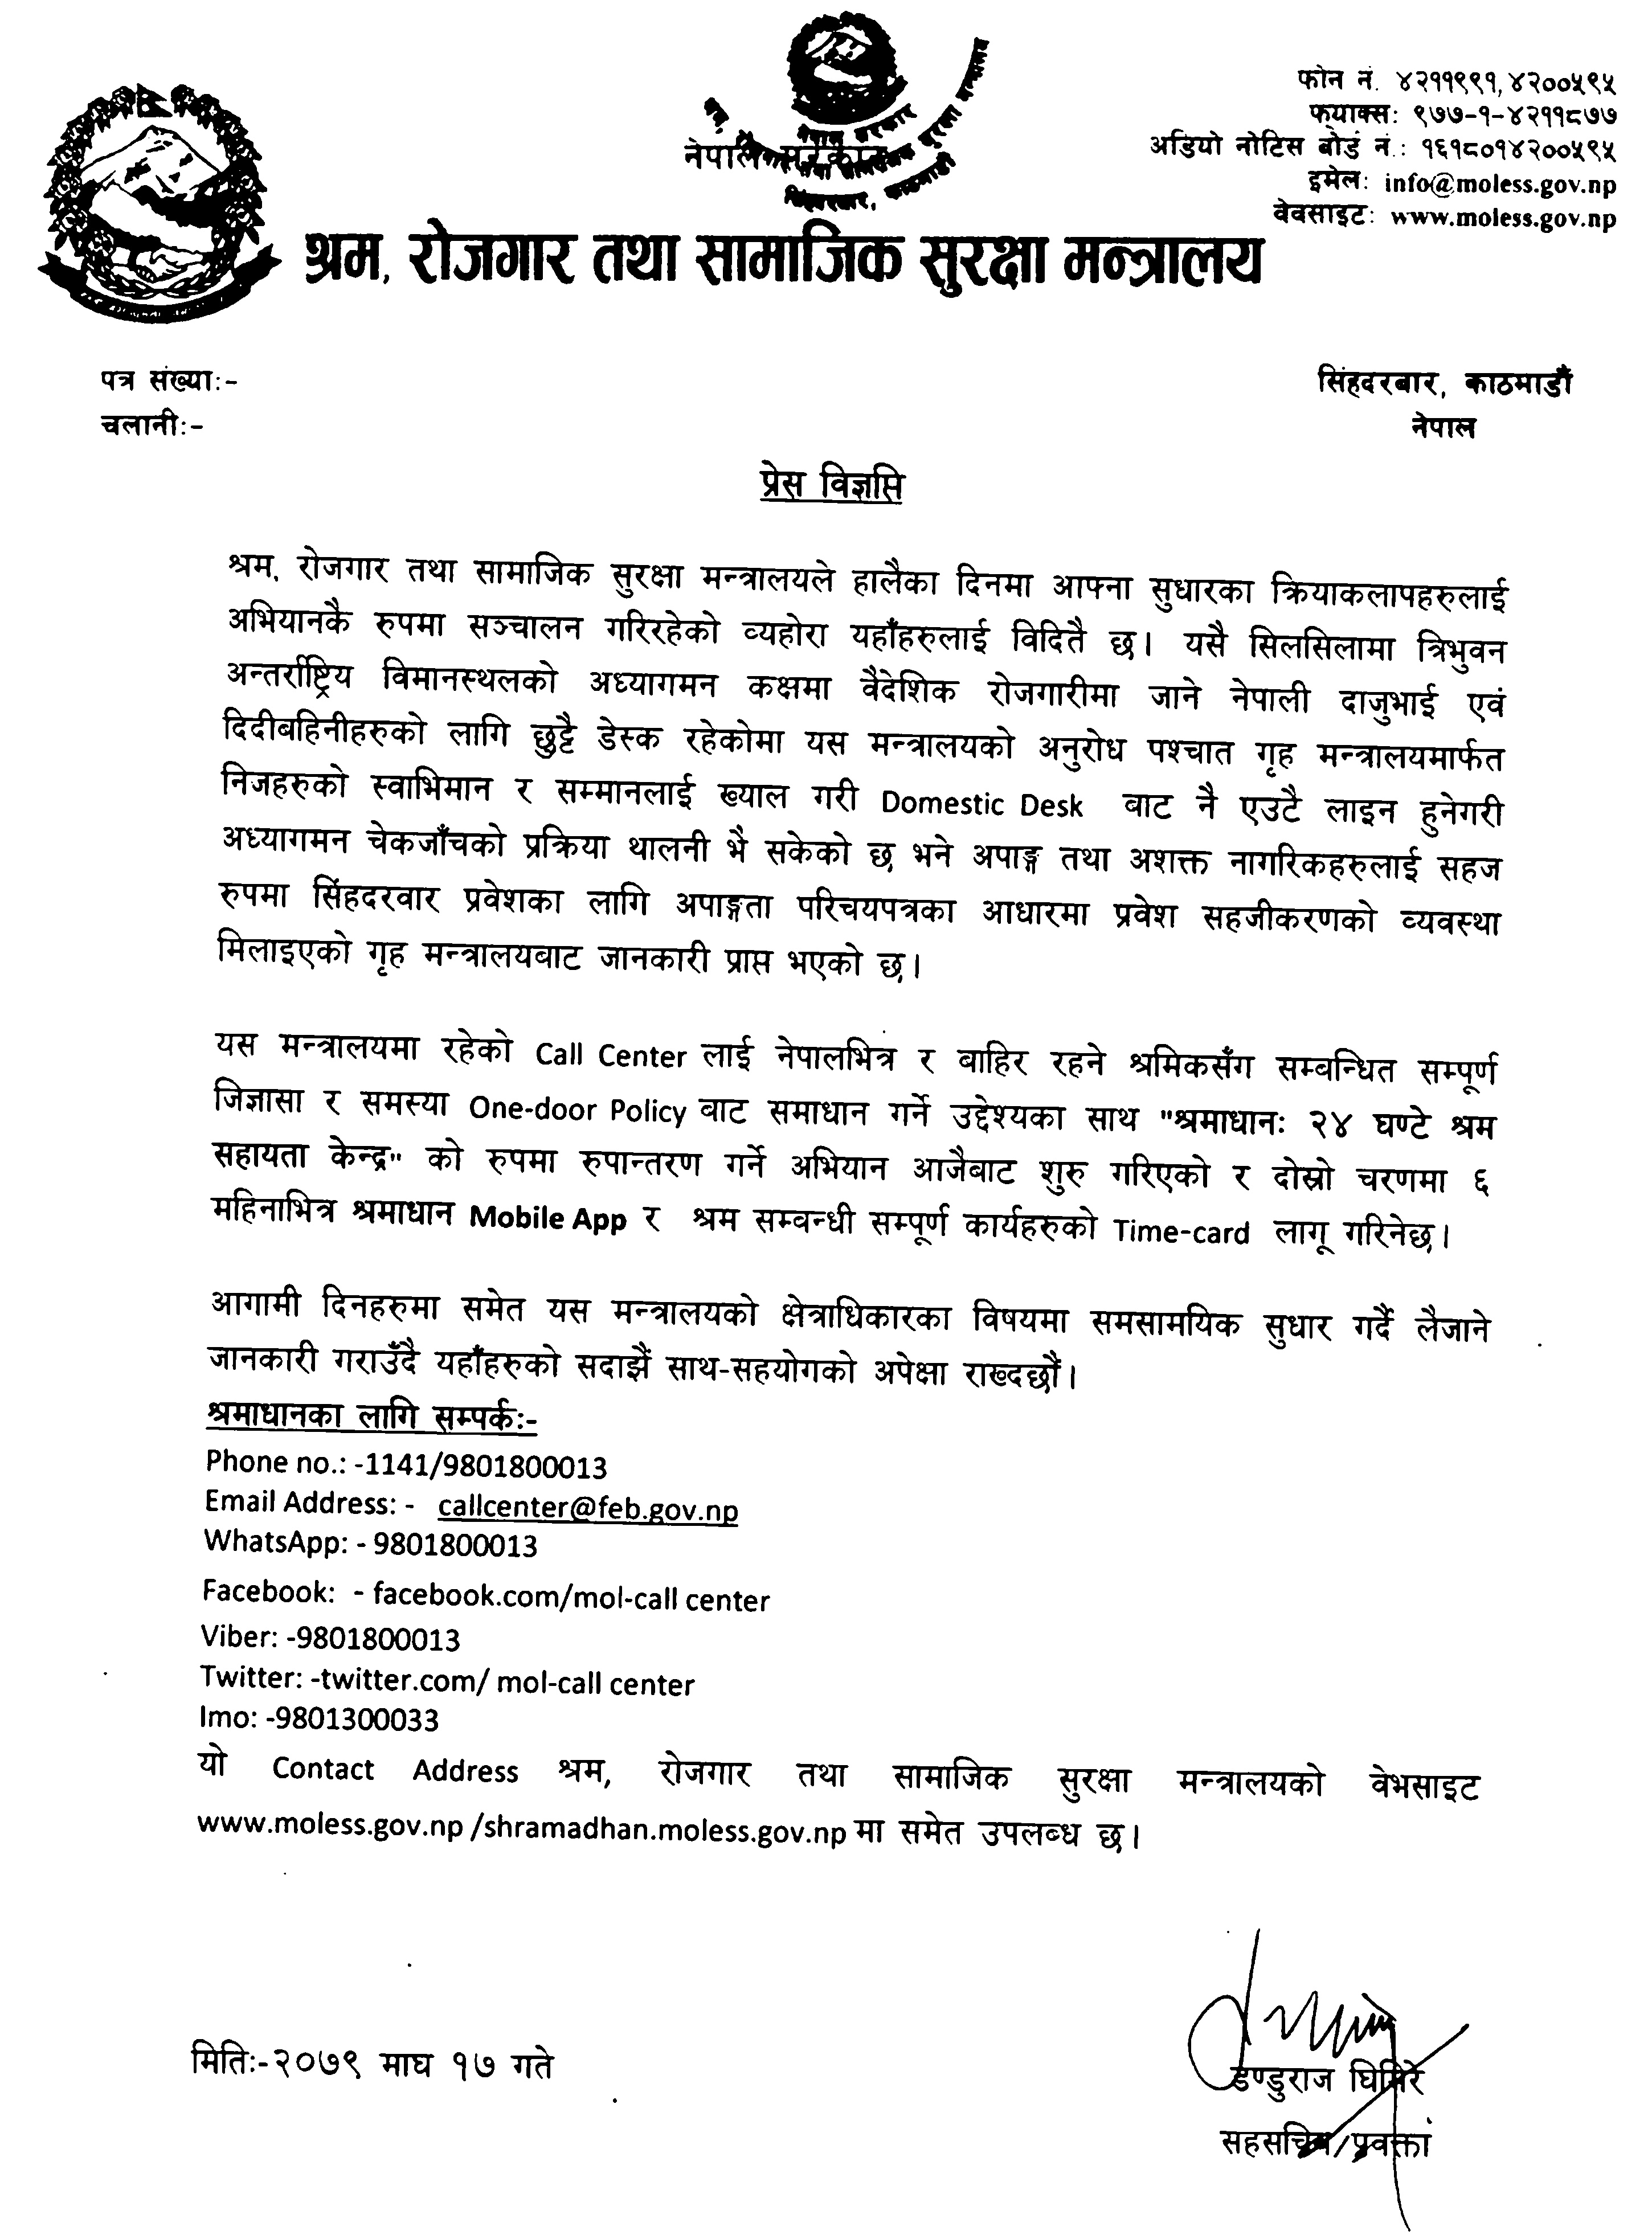 फोन नं. ४२११९९१, ४२००५९५
फ्याक्स: ९७७-१-४२११८७७
अडियो नोटिस बोर्ड नं.: १६१८०१४२००५९५
इमेल: info@moless.gov.np
वेवसाइट: www.moless.gov.np
नेपाल सरकार
नेपाल सरकार
सिंहदरबार, काठमाडौं
श्रम, रोजगार तथा सामाजिक सुरक्षा मन्त्रालय
पत्र संख्याः-
चलानीः-
सिंहदरबार, काठमाडौं
नेपाल
प्रेस विज्ञप्ति
श्रम, रोजगार तथा सामाजिक सुरक्षा मन्त्रालयले हालैका दिनमा आफ्ना सुधारका क्रियाकलापहरुलाई
अभियानकै रुपमा सञ्चालन गरिरहेको व्यहोरा यहाँहरुलाई विदितै छ। यसै सिलसिलामा त्रिभुवन
अन्तर्राष्ट्रिय विमानस्थलको अध्यागमन कक्षमा वैदेशिक रोजगारीमा जाने नेपाली दाजुभाई एवं
दिदीबहिनीहरुको लागि छुट्टै डेस्क रहेकोमा यस मन्त्रालयको अनुरोध पश्चात गृह मन्त्रालयमार्फत
निजहरुको स्वाभिमान र सम्मानलाई ख्याल गरी Domestic Desk बाट नै एउटै लाइन हुनेगरी
अध्यागमन चेकजाँचको प्रक्रिया थालनी भै सकेको छ भने अपाङ्ग तथा अशक्त नागरिकहरुलाई सहज
रुपमा सिंहदरवार प्रवेशका लागि अपाङ्गता परिचयपत्रका आधारमा प्रवेश सहजीकरणको व्यवस्था
मिलाइएको गृह मन्त्रालयबाट जानकारी प्राप्त भएको छ।
यस मन्त्रालयमा रहेको Call Center लाई नेपालभित्र र बाहिर रहने श्रमिकसँग सम्बन्धित सम्पूर्ण
जिज्ञासा र समस्या One-door Policy बाट समाधान गर्ने उद्देश्यका साथ "श्रमाधानः २४ घण्टे श्रम
सहायता केन्द्र" को रुपमा रुपान्तरण गर्ने अभियान आजैबाट शुरु गरिएको र दोस्रो चरणमा ६
महिनाभित्र श्रमाधान Mobile App र श्रम सम्वन्धी सम्पूर्ण कार्यहरुको Time-card लागू गरिनेछ।
आगामी दिनहरुमा समेत यस मन्त्रालयको क्षेत्राधिकारका विषयमा समसामयिक सुधार गर्दै लैजाने
जानकारी गराउँदै यहाँहरुको सदाझैं साथ-सहयोगको अपेक्षा राख्दछौं।
श्रमाधानका लागि सम्पर्कः-
Phone no.: -1141/9801800013
Email Address: - callcenter@feb.gov.np
WhatsApp: - 9801800013
Facebook: - facebook.com/mol-call center
Viber: -9801800013
Twitter: -twitter.com/ mol-call center
Imo: -9801300033
यो Contact Address श्रम, रोजगार तथा सामाजिक सुरक्षा मन्त्रालयको वेभसाइट
www.moless.gov.np /shramadhan.moless.gov.np मा समेत उपलब्ध छ।
मितिः-२०७९ माघ १७ गते
डण्डुराज घिमिरे
सहसचिव/प्रवक्ता